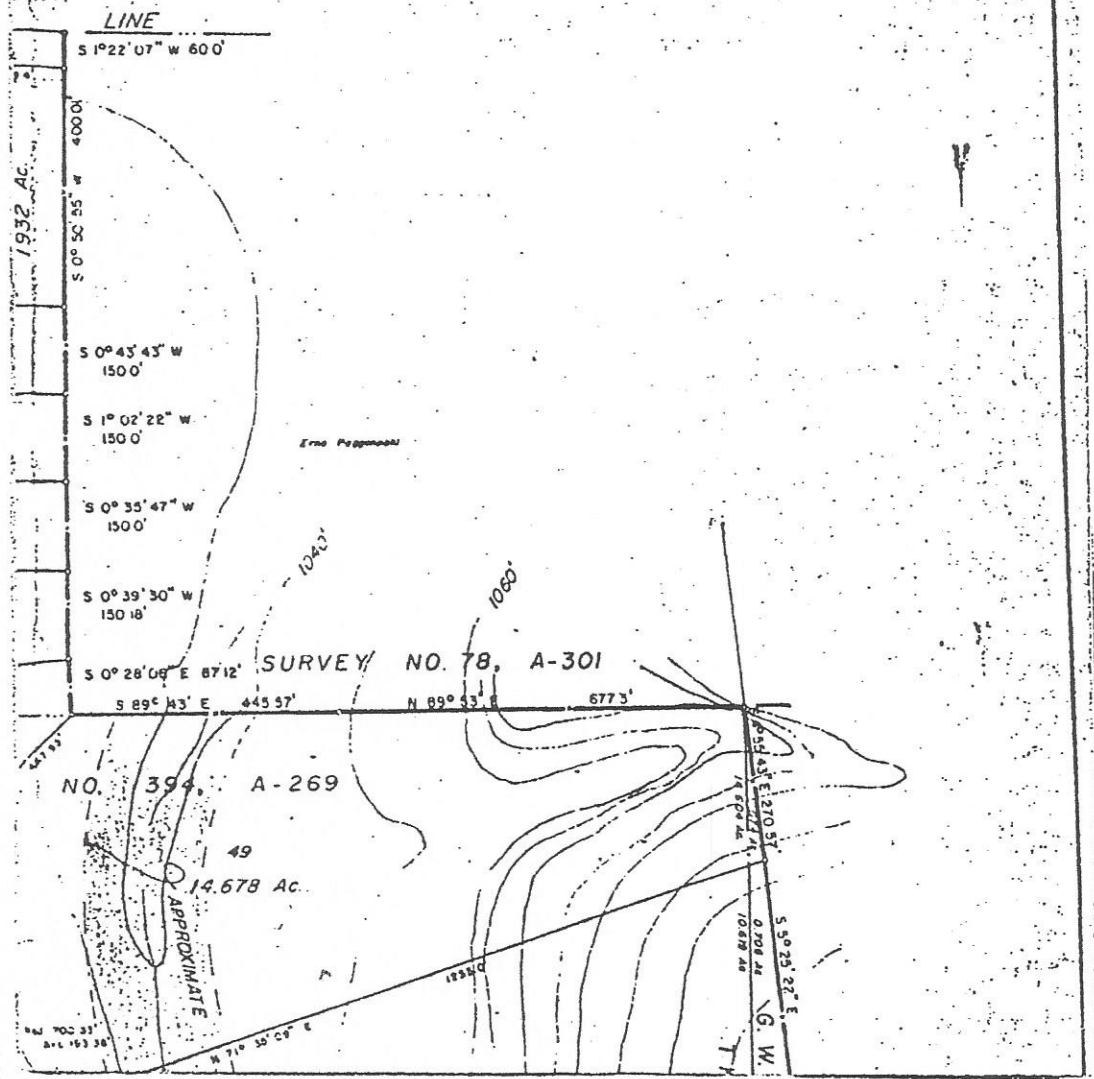 LINE
S 1°22'07" W 60.0'
1932 Ac.
S 0° 50' 55" W 400.0'
S 0° 43' 43" W
150.0'
S 1° 02' 22" W
150.0'
S 0° 35' 47" W
150.0'
S 0° 39' 30" W
150.18'
1040'
1060'
S 0° 28' 08" E 87.12'
SURVEY NO. 78, A-301
S 89° 43' E 445.57'
N 89° 53' E 677.3'
NO. 394, A-269
49
14.678 Ac.
APPROXIMATE
55' 43" E 270.57'
S 5° 25' 22" E
N 71° 35' 09" E
G. W.